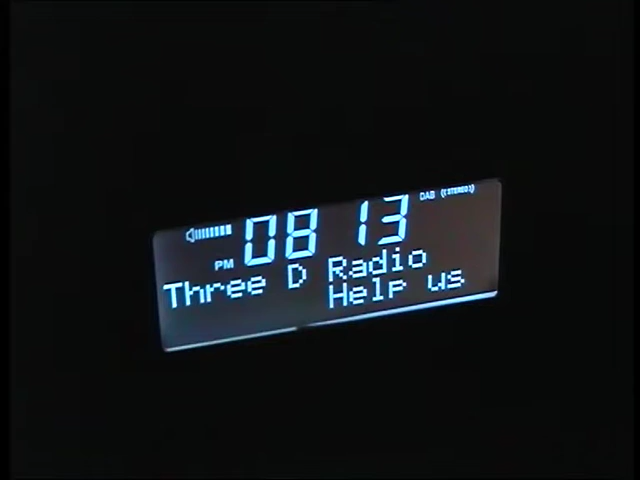 DAB (STEREO)
08 13
PM
Three D Radio
Help us